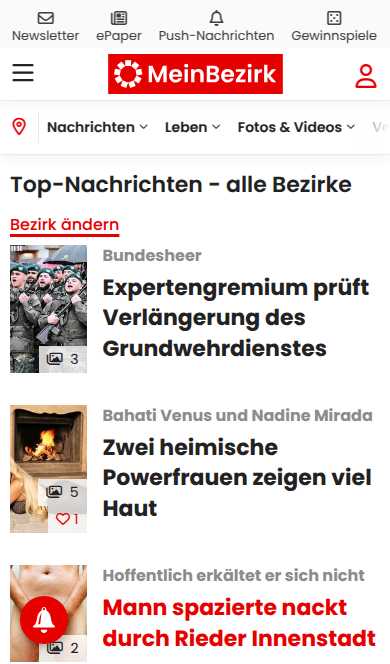 Newsletter ePaper Push-Nachrichten Gewinnspiele
MeinBezirk
Nachrichten Leben Fotos & Videos
Top-Nachrichten - alle Bezirke
Bezirk ändern
Bundesheer
Expertengremium prüft
Verlängerung des
Grundwehrdienstes
3
Bahati Venus und Nadine Mirada
Zwei heimische
Powerfrauen zeigen viel
Haut
5
1
Hoffentlich erkältet er sich nicht
Mann spazierte nackt
durch Rieder Innenstadt
2